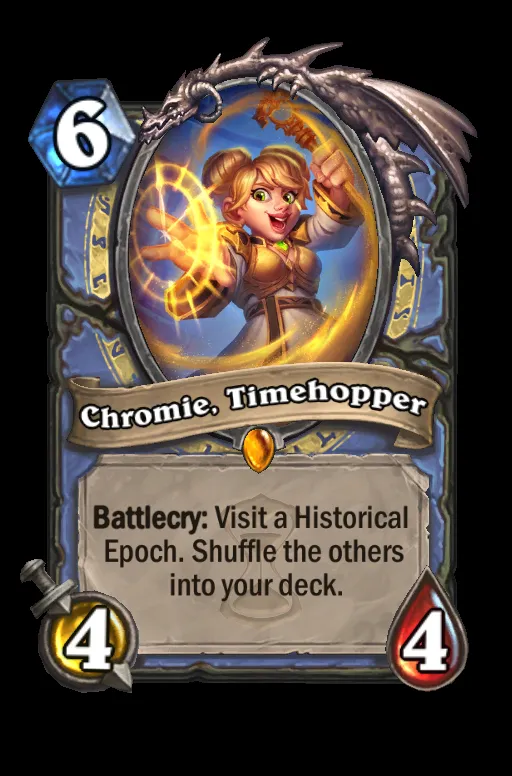 6
Chromie, Timehopper
Battlecry: Visit a Historical
Epoch. Shuffle the others
into your deck.
4
4